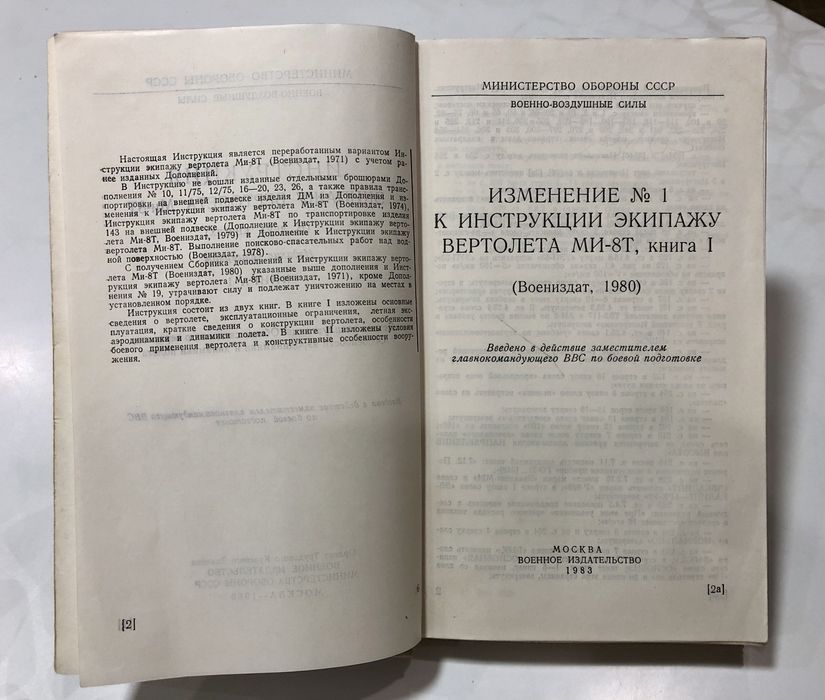 Настоящая Инструкция является переработанным вариантом Ин-
струкции экипажу вертолета Ми-8Т (Воениздат, 1971) с учетом ра-
нее изданных Дополнений.
В Инструкцию не вошли изданные отдельными брошюрами До-
полнения № 10, 11/75, 12/75, 16—20, 23, 26, а также правила транс-
портировки на внешней подвеске изделия ДМ из Дополнения и из-
менения к Инструкции экипажу вертолета Ми-8Т (Воениздат, 1974),
Инструкция экипажу вертолета Ми-8Т по транспортировке изделия
143 на внешней подвеске (Дополнение к Инструкции экипажу верто-
лета Ми-8Т, Воениздат, 1979) и Дополнение к Инструкции экипажу
вертолета Ми-8Т. Выполнение поисково-спасательных работ над вод-
ной поверхностью (Воениздат, 1978).
С получением Сборника дополнений к Инструкции экипажу верто-
лета Ми-8Т (Воениздат, 1980) указанные выше дополнения и Инст-
рукция экипажу вертолета Ми-8Т (Воениздат, 1971), кроме Допол-
нения № 19, утрачивают силу и подлежат уничтожению на местах в
установленном порядке.
Инструкция состоит из двух книг. В книге I изложены основные
сведения о вертолете, эксплуатационные ограничения, летная экс-
плуатация, краткие сведения о конструкции вертолета, особенности
аэродинамики и динамики полета. В книге II изложены условия
боевого применения вертолета и конструктивные особенности воору-
жения.
[2]
МИНИСТЕРСТВО ОБОРОНЫ СССР
ВОЕННО-ВОЗДУШНЫЕ СИЛЫ
ИЗМЕНЕНИЕ № 1
К ИНСТРУКЦИИ ЭКИПАЖУ
ВЕРТОЛЕТА МИ-8Т, книга I
(Воениздат, 1980)
Введено в действие заместителем
главнокомандующего ВВС по боевой подготовке
МОСКВА
ВОЕННОЕ ИЗДАТЕЛЬСТВО
1983
[2а]